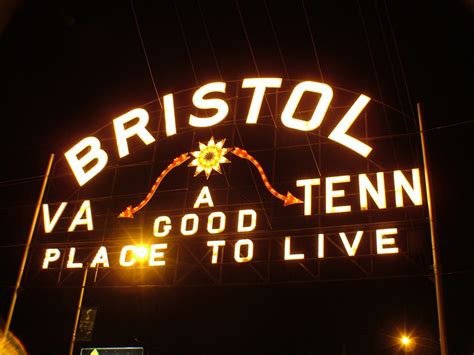 BRISTOL
VA TENN
A
GOOD
PLACE TO LIVE